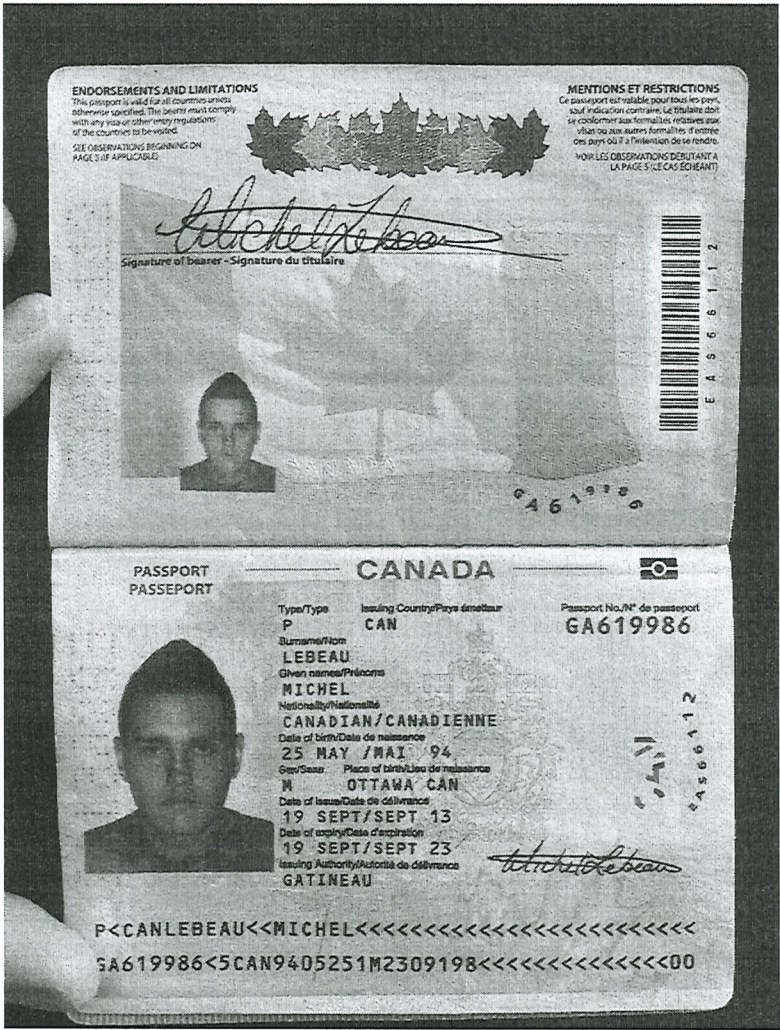 ENDORSEMENTS AND LIMITATIONS
This passport is valid for all countries unless
otherwise specified. The bearer must comply
with any visa or other entry regulations
of the countries to be visited.
SEE OBSERVATIONS BEGINNING ON
PAGE 5 (IF APPLICABLE)
MENTIONS ET RESTRICTIONS
Ce passeport est valable pour tous les pays,
sauf indication contraire. Le titulaire doit
se conformer aux formalités relatives aux
visas ou aux autres formalités d'entrée
des pays où il a l'intention de se rendre.
VOIR LES OBSERVATIONS DÉBUTANT À
LA PAGE 5 (LE CAS ÉCHÉANT)
Michel Lebeau
Signature of bearer - Signature du titulaire
EAS66112
GA619986
PASSPORT
PASSEPORT
CANADA
Type/Type Issuing Country/Pays émetteur Passport No./N° de passeport
P CAN GA619986
Surname/Nom
LEBEAU
Given names/Prénoms
MICHEL
Nationality/Nationalité
CANADIAN/CANADIENNE
Date of birth/Date de naissance
25 MAY /MAI 94
Sex/Sexe Place of birth/Lieu de naissance
M OTTAWA CAN
Date of issue/Date de délivrance
19 SEPT/SEPT 13
Date of expiry/Date d'expiration
19 SEPT/SEPT 23
Issuing Authority/Autorité de délivrance
GATINEAU
Michel Lebeau
EAS66112
P<CANLEBEAU<<MICHEL<<<<<<<<<<<<<<<<<<<<<<<<<
GA619986<5CAN9405251M2309198<<<<<<<<<<<<<<00